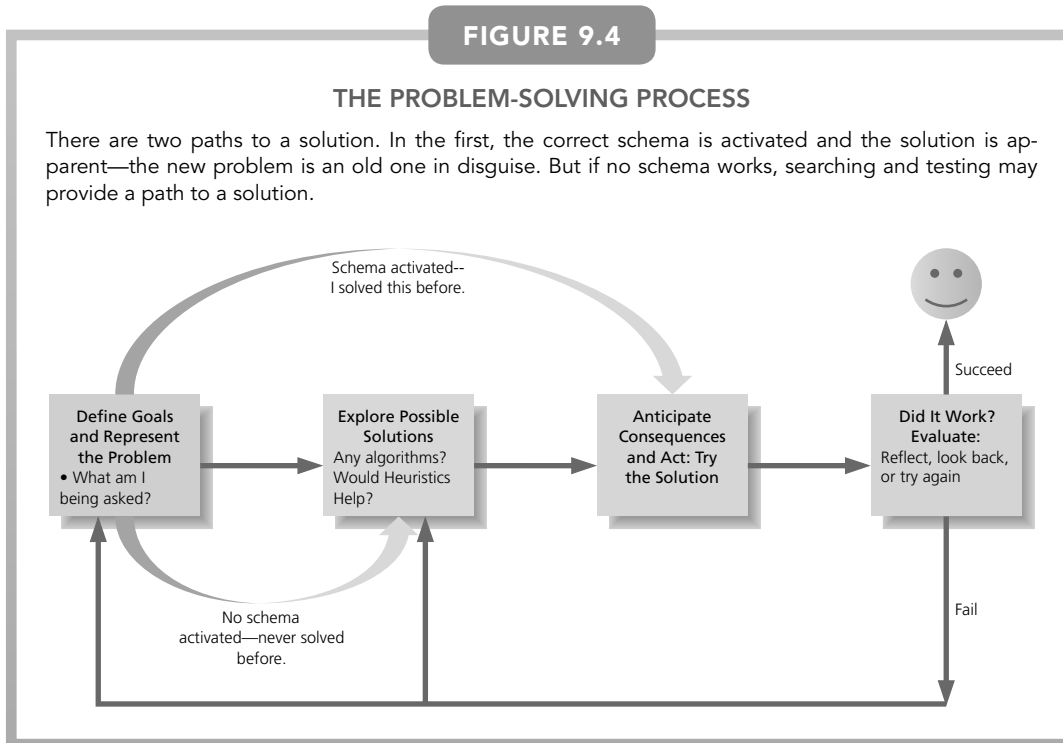 FIGURE 9.4
THE PROBLEM-SOLVING PROCESS
There are two paths to a solution. In the first, the correct schema is activated and the solution is ap-
parent—the new problem is an old one in disguise. But if no schema works, searching and testing may
provide a path to a solution.
Schema activated--
I solved this before.
Succeed
Define Goals
and Represent
the Problem
• What am I
being asked?
Explore Possible
Solutions
Any algorithms?
Would Heuristics
Help?
Anticipate
Consequences
and Act: Try
the Solution
Did It Work?
Evaluate:
Reflect, look back,
or try again
No schema
activated—never solved
before.
Fail